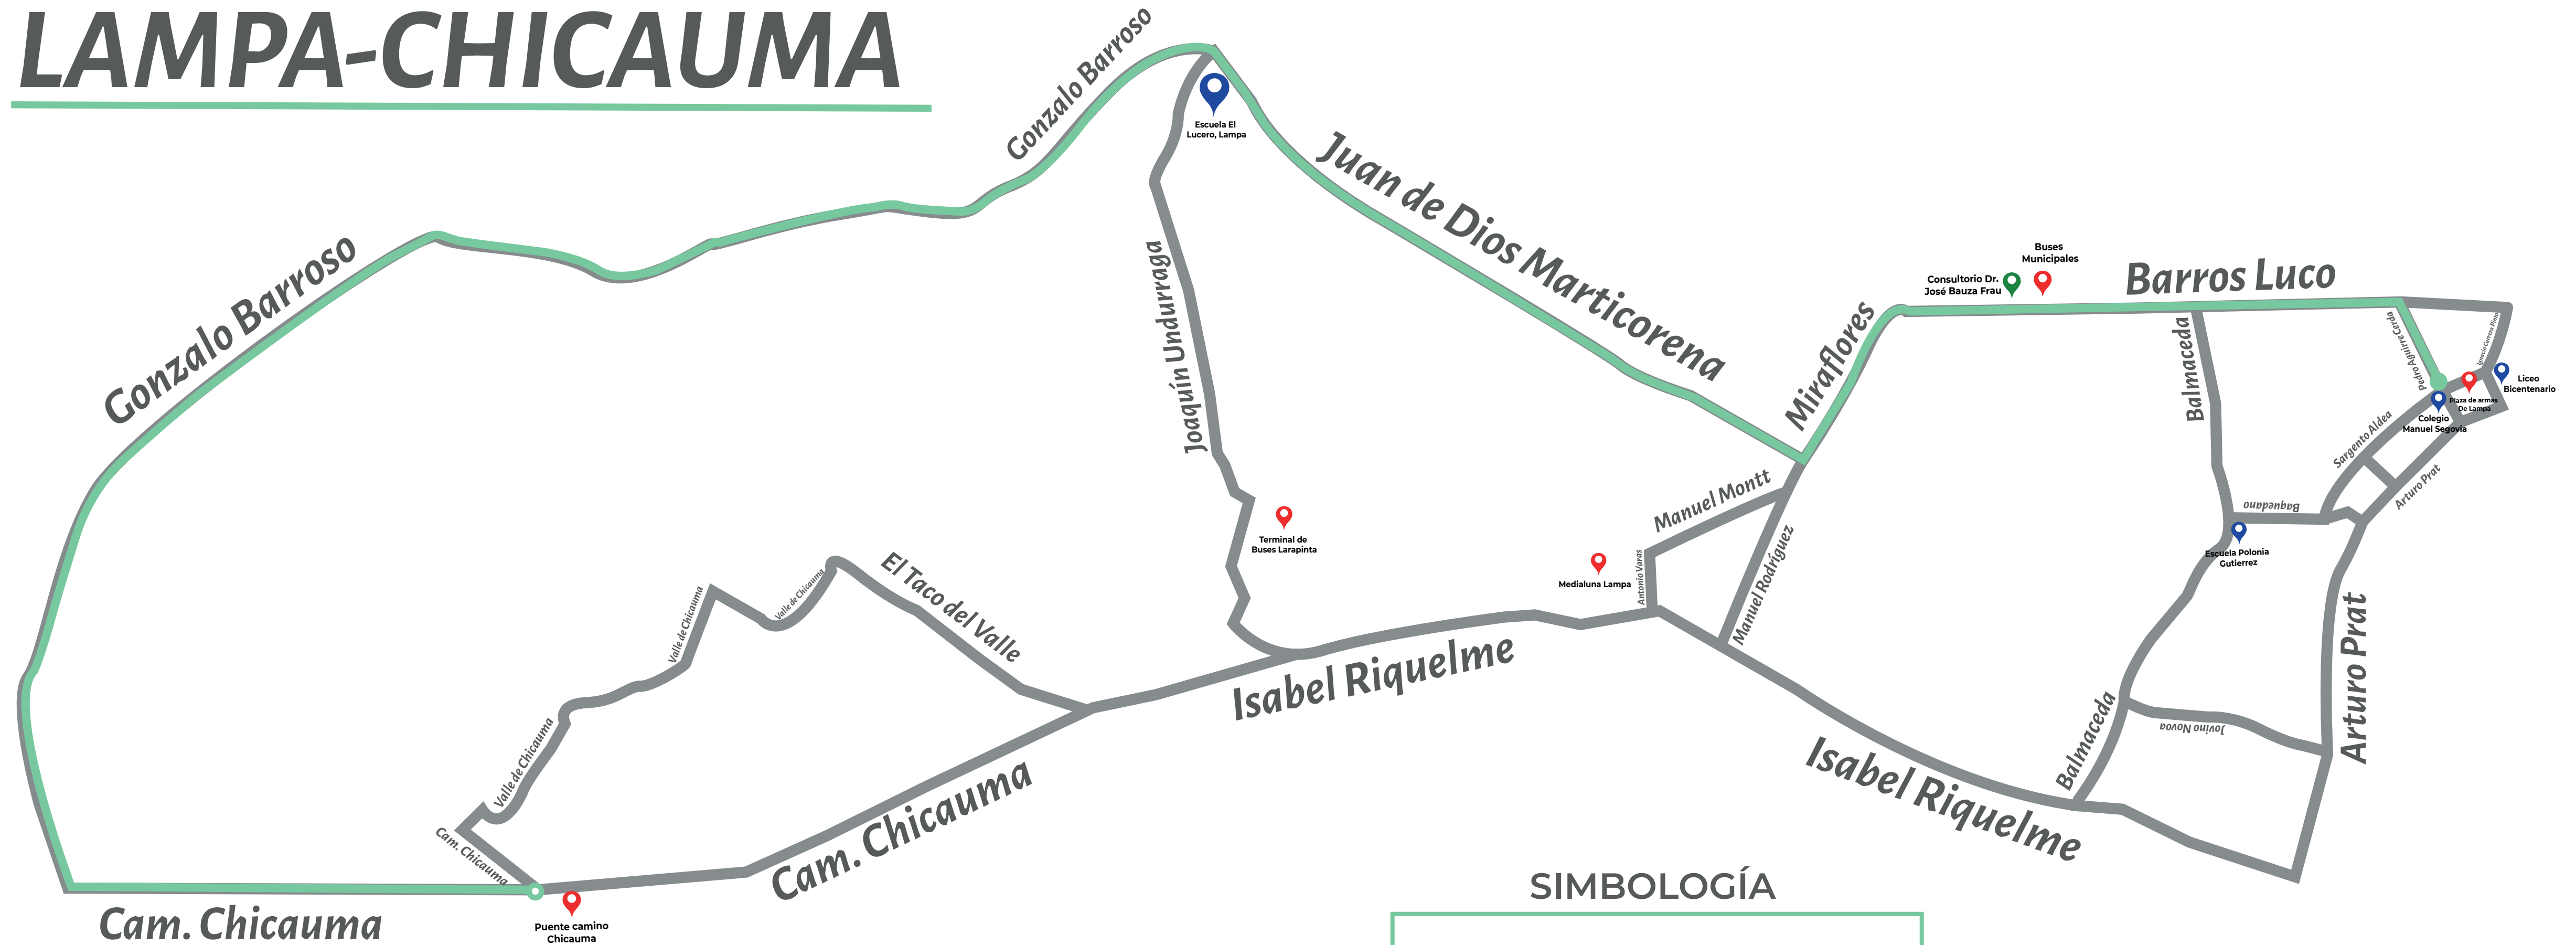 LAMPA-CHICAUMA
Gonzalo Barroso
Gonzalo Barroso
Escuela El
Lucero, Lampa
Juan de Dios Marticorena
Joaquín Undurraga
Miraflores
Consultorio Dr.
José Bauza Frau
Buses
Municipales
Barros Luco
Balmaceda
Pedro Aguirre Cerda
Ignacio Carrera Pinto
Liceo
Bicentenario
Plaza de armas
De Lampa
Colegio
Manuel Segovia
Sargento Aldea
Arturo Prat
Baquedano
Escuela Polonia
Gutierrez
Manuel Montt
Antonio Varas
Manuel Rodríguez
Terminal de
Buses Larapinta
Medialuna Lampa
El Taco del Valle
Valle de Chicauma
Valle de Chicauma
Valle de Chicauma
Isabel Riquelme
Isabel Riquelme
Balmaceda
Jovino Novoa
Arturo Prat
Cam. Chicauma
Cam. Chicauma
Cam. Chicauma
Puente camino
Chicauma
SIMBOLOGÍA